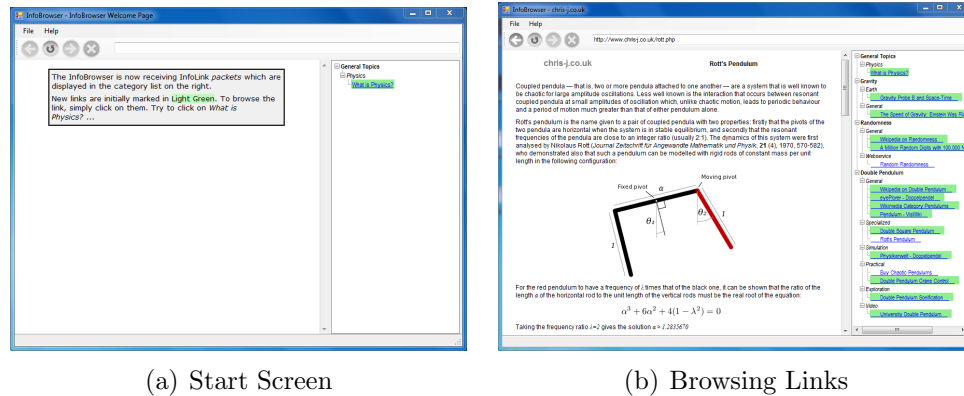 InfoBrowser - InfoBrowser Welcome Page
File Help
The InfoBrowser is now receiving InfoLink packets which are
displayed in the category list on the right.
New links are initially marked in Light Green. To browse the
link, simply click on them. Try to click on What is
Physics? ...
General Topics
Physics
What is Physics?
(a) Start Screen
InfoBrowser - chris-j.co.uk
File Help
http://www.chris-j.co.uk/rott.php
chris-j.co.uk
Rott's Pendulum
Coupled pendula — that is, two or more pendula attached to one another — are a system that is well known to
be chaotic for large amplitude oscillations. Less well known is the interaction that occurs between resonant
coupled pendula at small amplitudes of oscillation which, unlike chaotic motion, leads to periodic behaviour
and a period of motion much greater than that of either pendulum alone.
Rott's pendulum is the name given to a pair of coupled pendula with two properties: firstly that the pivots of the
two pendula are horizontal when the system is in stable equilibrium, and secondly that the resonant
frequencies of the pendula are close to an integer ratio (usually 2:1). The dynamics of this system were first
analysed by Nikolaus Rott (Journal Zeitschrift für Angewandte Mathematik und Physik, 21 (4), 1970, 570-582),
who demonstrated also that such a pendulum can be modelled with rigid rods of constant mass per unit
length in the following configuration:
Moving pivot
Fixed pivot
α
θ₁
θ₂
1
1
For the red pendulum to have a frequency of λ times that of the black one, it can be shown that the ratio of the
length α of the horizontal rod to the unit length of the vertical rods must be the real root of the equation:
α³ + 6α² + 4(1 − λ²) = 0
Taking the frequency ratio λ=2 gives the solution α ≈ 1.2835670
General Topics
Physics
What is Physics?
Gravity
Earth
Gravity Probe B and Space-Time
General
The Speed of Gravity: Einstein Was Ri
Randomness
General
Wikipedia on Randomness
A Million Random Digits with 100,000 N
Webservice
Random Randomness
Double Pendulum
General
Wikipedia on Double Pendulum
eyePlorer - Doppelpendel
Wikimedia Category Pendulums
Pendulum - VisWiki
Specialized
Double Square Pendulum
Rott's Pendulum
Simulation
Physikerwelt - Doppelpendel
Practical
Buy Chaotic Pendulums
Double Pendulum Crane Control
Exploration
Double Pendulum Sonification
Video
University Double Pendulum
(b) Browsing Links